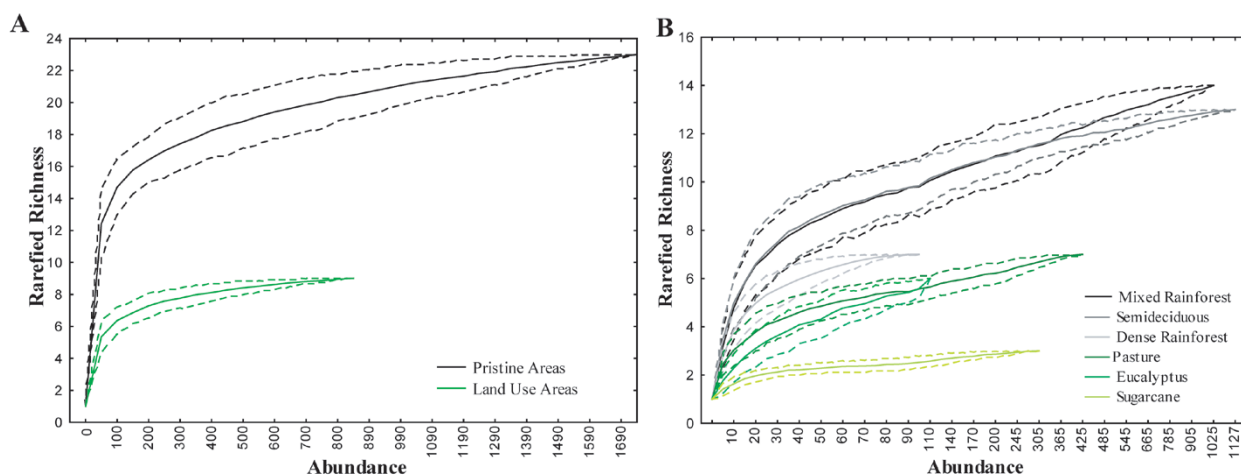 A
Rarefied Richness
24
22
20
18
16
14
12
10
8
6
4
2
0
Pristine Areas
Land Use Areas
0 100 200 300 400 500 600 700 800 890 990 1090 1190 1290 1390 1490 1590 1690
Abundance
B
Rarefied Richness
16
14
12
10
8
6
4
2
0
Mixed Rainforest
Semideciduous
Dense Rainforest
Pasture
Eucalyptus
Sugarcane
10 20 30 40 50 60 70 80 90 110 140 170 200 245 305 365 425 485 545 665 785 905 1025 1127
Abundance